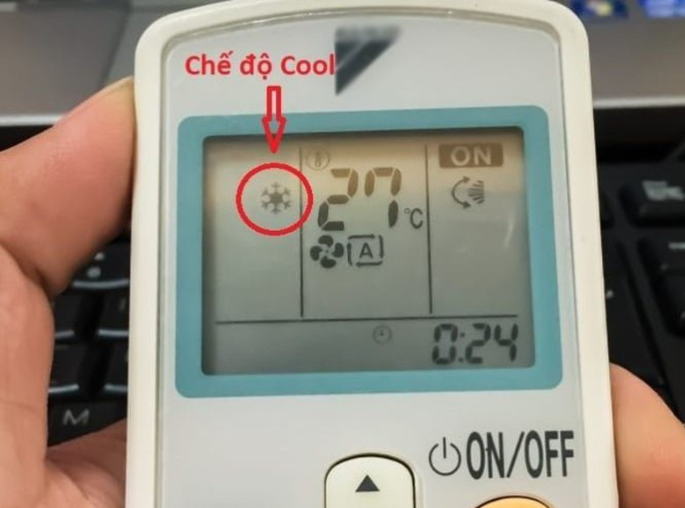 Chế độ Cool
ON
27°C
A
0:24
ON/OFF
M